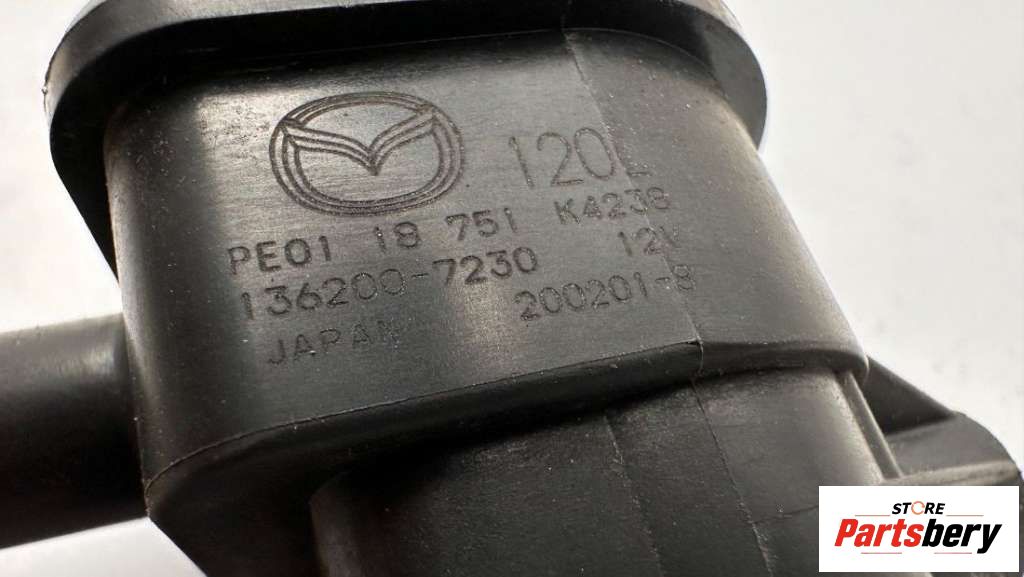 120L
PE01 18 751 K4238
136200-7230 12V
JAPAN 200201-8
STORE
Partsbery